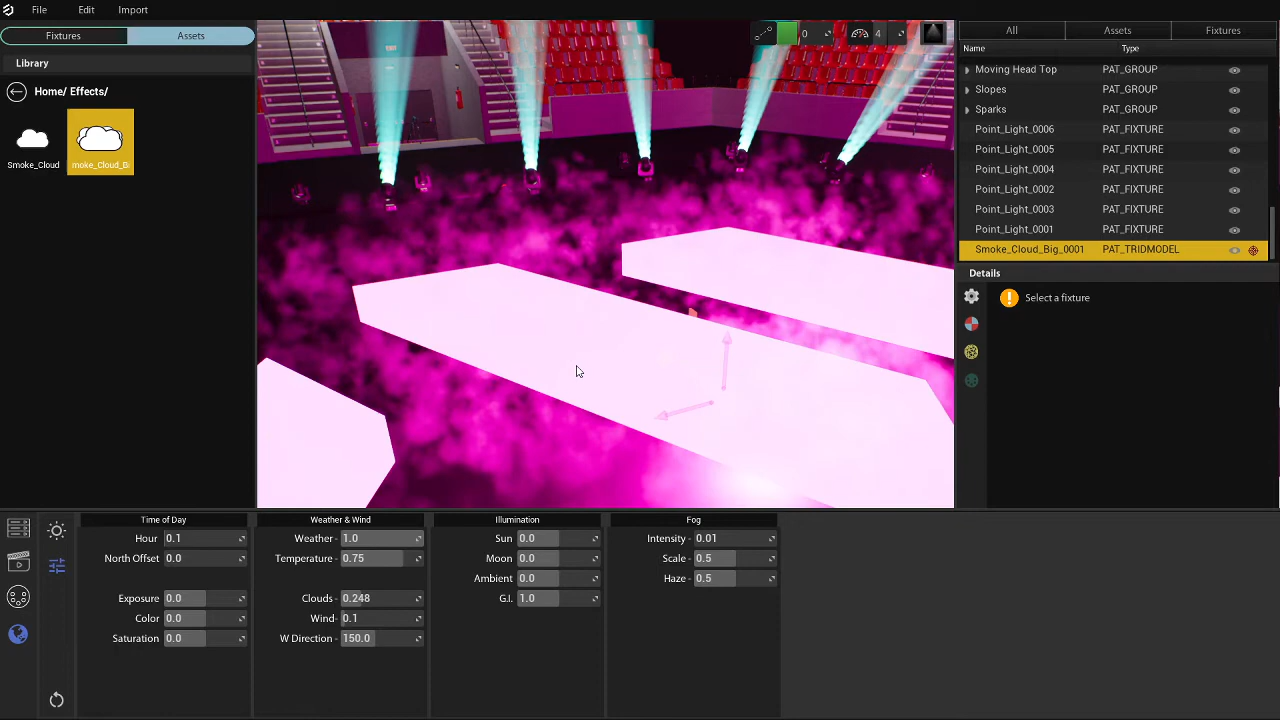 File Edit Import
Fixtures Assets
Library
Home/ Effects/
Smoke_Cloud
moke_Cloud_Bi
0
4
All Assets Fixtures
Name Type
Moving Head Top PAT_GROUP
Slopes PAT_GROUP
Sparks PAT_GROUP
Point_Light_0006 PAT_FIXTURE
Point_Light_0005 PAT_FIXTURE
Point_Light_0004 PAT_FIXTURE
Point_Light_0002 PAT_FIXTURE
Point_Light_0003 PAT_FIXTURE
Point_Light_0001 PAT_FIXTURE
Smoke_Cloud_Big_0001 PAT_TRIDMODEL
Details
Select a fixture
Time of Day
Hour 0.1
North Offset 0.0
Exposure 0.0
Color 0.0
Saturation 0.0
Weather & Wind
Weather 1.0
Temperature 0.75
Clouds 0.248
Wind 0.1
W Direction 150.0
Illumination
Sun 0.0
Moon 0.0
Ambient 0.0
G.I. 1.0
Fog
Intensity 0.01
Scale 0.5
Haze 0.5